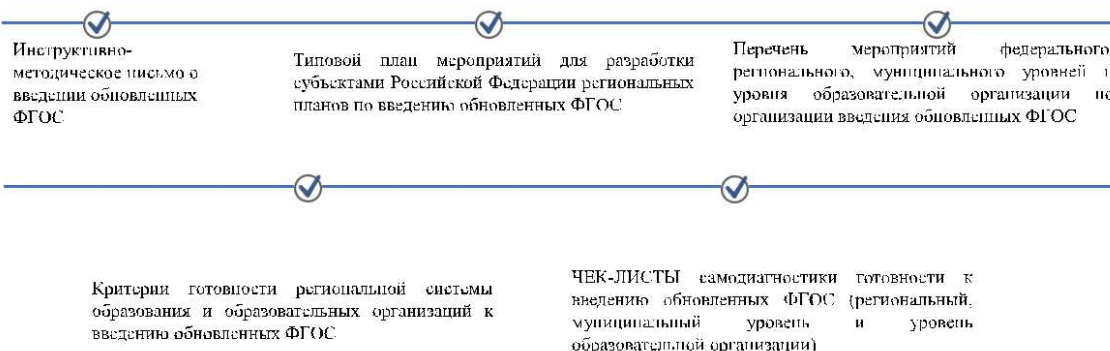 Инструктивно-
методическое письмо о
введении обновленных
ФГОС
Типовой план мероприятий для разработки
субъектами Российской Федерации региональных
планов по введению обновленных ФГОС
Перечень мероприятий федерального,
регионального, муниципального уровней и
уровня образовательной организации по
организации введения обновленных ФГОС
Критерии готовности региональной системы
образования и образовательных организаций к
введению обновленных ФГОС
ЧЕК-ЛИСТЫ самодиагностики готовности к
введению обновленных ФГОС (региональный,
муниципальный уровень и уровень
образовательной организации)